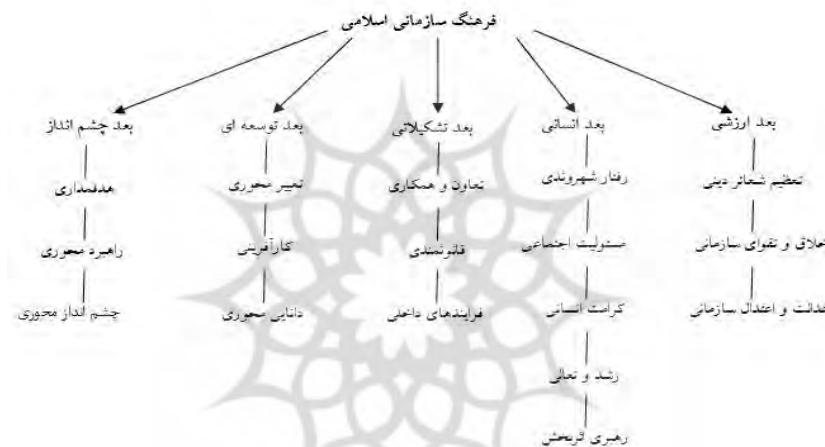 فرهنگ سازمانی اسلامی
بعد ارزشی
بعد انسانی
بعد تشکیلاتی
بعد توسعه ای
بعد چشم انداز
تعظیم شعائر دینی
رفتار شهروندی
تعاون و همکاری
تغییر محوری
هدفمداری
خلاق و تقوای سازمانی
مسئولیت اجتماعی
قانونمندی
کارآفرینی
راهبرد محوری
عدالت و اعتدال سازمانی
کرامت انسانی
فرایندهای داخلی
دانایی محوری
چشم انداز محوری
رشد و تعالی
رهبری اثربخش